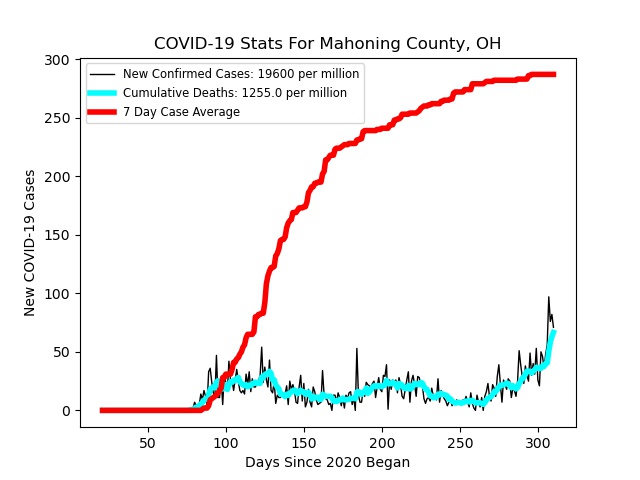 COVID-19 Stats For Mahoning County, OH
New Confirmed Cases: 19600 per million
Cumulative Deaths: 1255.0 per million
7 Day Case Average
New COVID-19 Cases
300
250
200
150
100
50
0
50
100
150
200
250
300
Days Since 2020 Began